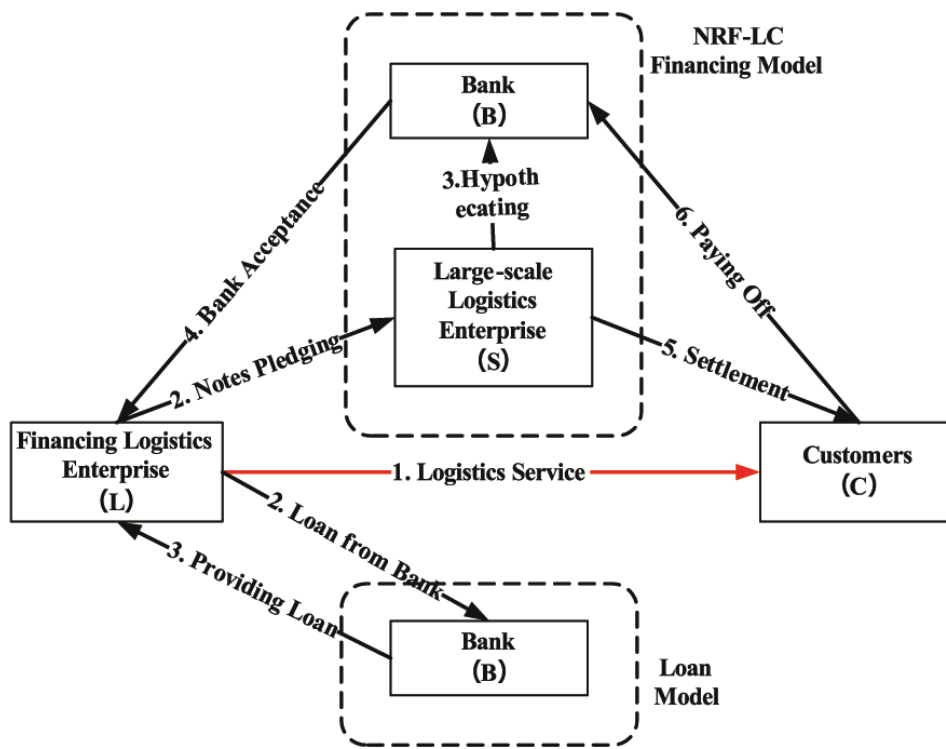 NRF-LC
Financing Model
Bank
(B)
3.Hypoth
ecating
4. Bank Acceptance
6. Paying Off
Large-scale
Logistics
Enterprise
(S)
2. Notes Pledging
5. Settlement
Financing Logistics
Enterprise
(L)
1. Logistics Service
Customers
(C)
2. Loan from Bank
3. Providing Loan
Bank
(B)
Loan
Model